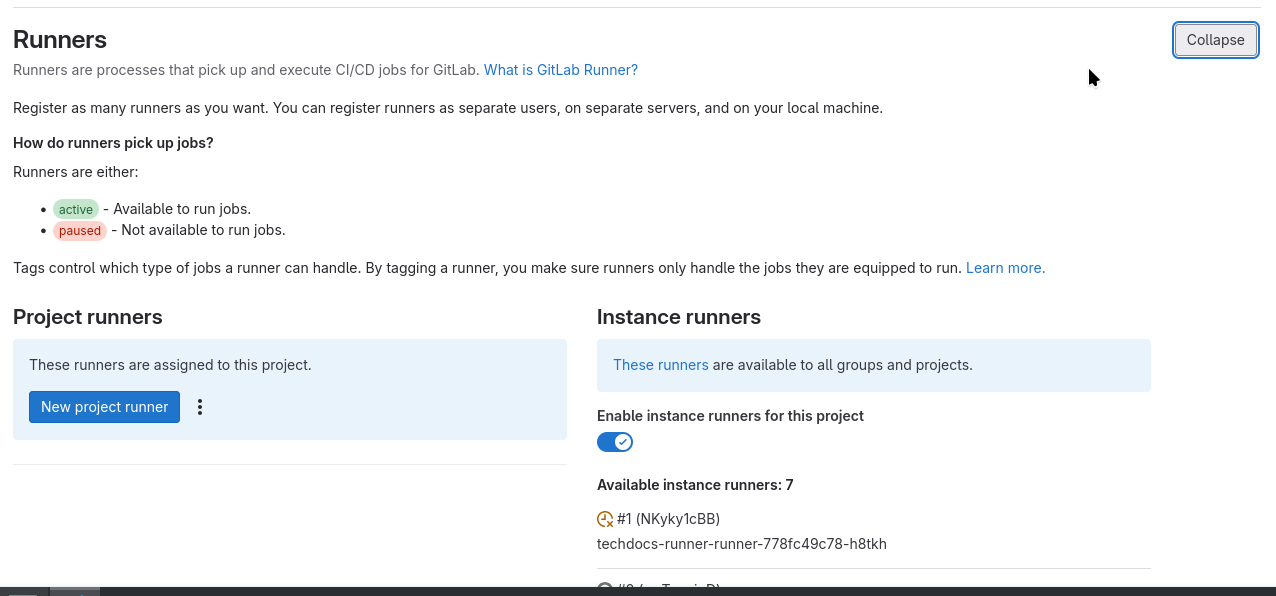 Runners
Collapse
Runners are processes that pick up and execute CI/CD jobs for GitLab. What is GitLab Runner?
Register as many runners as you want. You can register runners as separate users, on separate servers, and on your local machine.
How do runners pick up jobs?
Runners are either:
• active - Available to run jobs.
• paused - Not available to run jobs.
Tags control which type of jobs a runner can handle. By tagging a runner, you make sure runners only handle the jobs they are equipped to run. Learn more.
Project runners
These runners are assigned to this project.
New project runner
Instance runners
These runners are available to all groups and projects.
Enable instance runners for this project
Available instance runners: 7
#1 (NKyky1cBB)
techdocs-runner-runner-778fc49c78-h8tkh